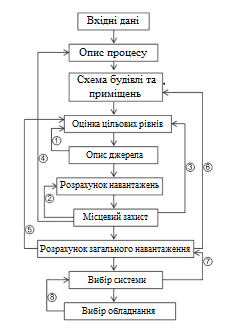 Вхідні дані
Опис процесу
Схема будівлі та
приміщень
Оцінка цільових рівнів
①
Опис джерела
④
③
⑥
Розрахунок навантажень
②
Місцевий захист
⑤
Розрахунок загального навантаження
⑦
Вибір системи
⑧
Вибір обладнання